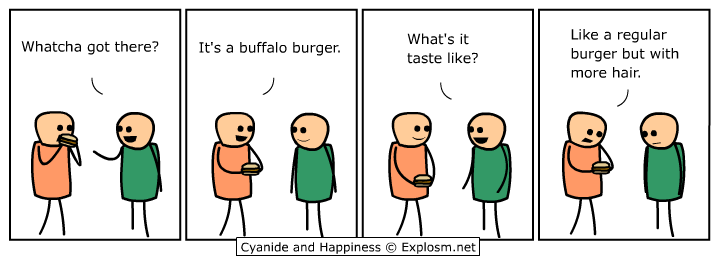 Whatcha got there?
It's a buffalo burger.
What's it
taste like?
Like a regular
burger but with
more hair.
Cyanide and Happiness © Explosm.net